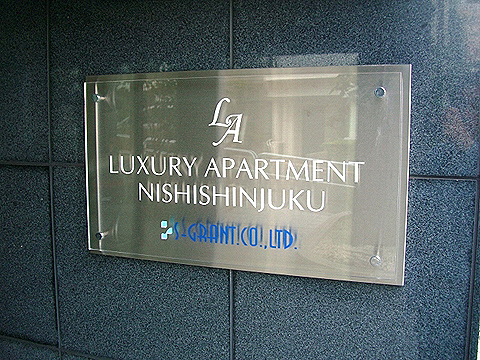 LA
LUXURY APARTMENT
NISHISHINJUKU
S-GRANT CO.,LTD.